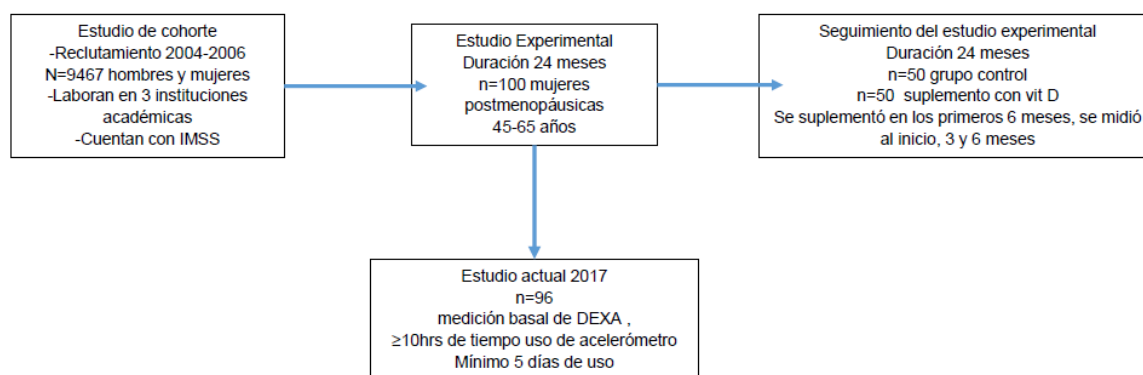 Estudio de cohorte
-Reclutamiento 2004-2006
N=9467 hombres y mujeres
-Laboran en 3 instituciones
académicas
-Cuentan con IMSS
Estudio Experimental
Duración 24 meses
n=100 mujeres
postmenopáusicas
45-65 años
Seguimiento del estudio experimental
Duración 24 meses
n=50 grupo control
n=50 suplemento con vit D
Se suplementó en los primeros 6 meses, se midió
al inicio, 3 y 6 meses
Estudio actual 2017
n=96
medición basal de DEXA ,
≥10hrs de tiempo uso de acelerómetro
Mínimo 5 días de uso